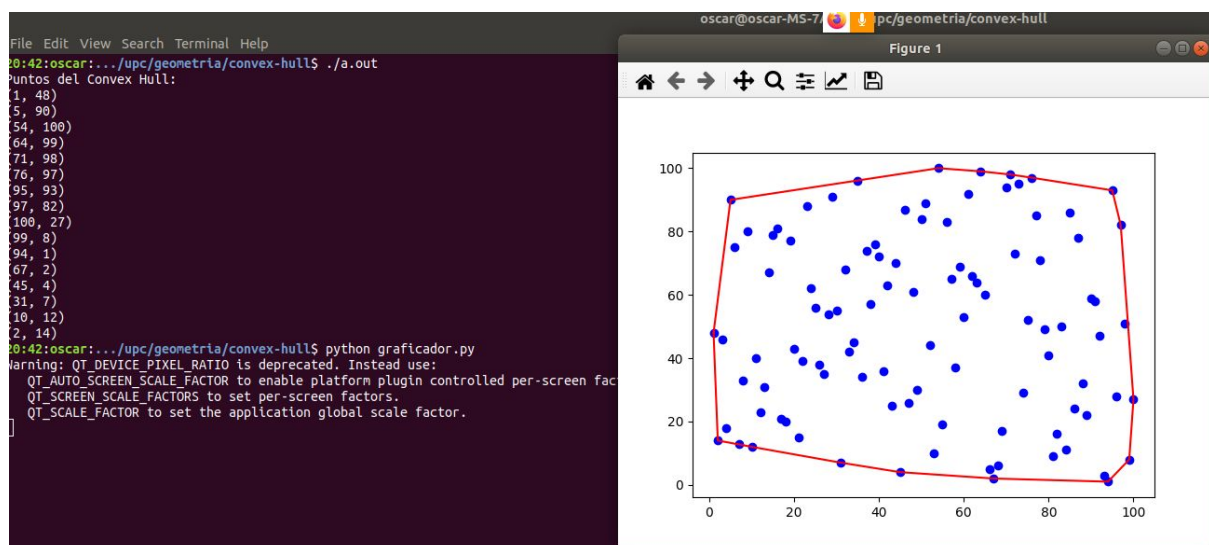 oscar@oscar-MS-7
pc/geometria/convex-hull
File Edit View Search Terminal Help
20:42:oscar:.../upc/geometria/convex-hull$ ./a.out
Puntos del Convex Hull:
(1, 48)
(5, 90)
(54, 100)
(64, 99)
(71, 98)
(76, 97)
(95, 93)
(97, 82)
(100, 27)
(99, 8)
(94, 1)
(67, 2)
(45, 4)
(31, 7)
(10, 12)
(2, 14)
20:42:oscar:.../upc/geometria/convex-hull$ python graficador.py
Warning: QT_DEVICE_PIXEL_RATIO is deprecated. Instead use:
QT_AUTO_SCREEN_SCALE_FACTOR to enable platform plugin controlled per-screen fac
QT_SCREEN_SCALE_FACTORS to set per-screen factors.
QT_SCALE_FACTOR to set the application global scale factor.
Figure 1
100
80
60
40
20
0
0 20 40 60 80 100